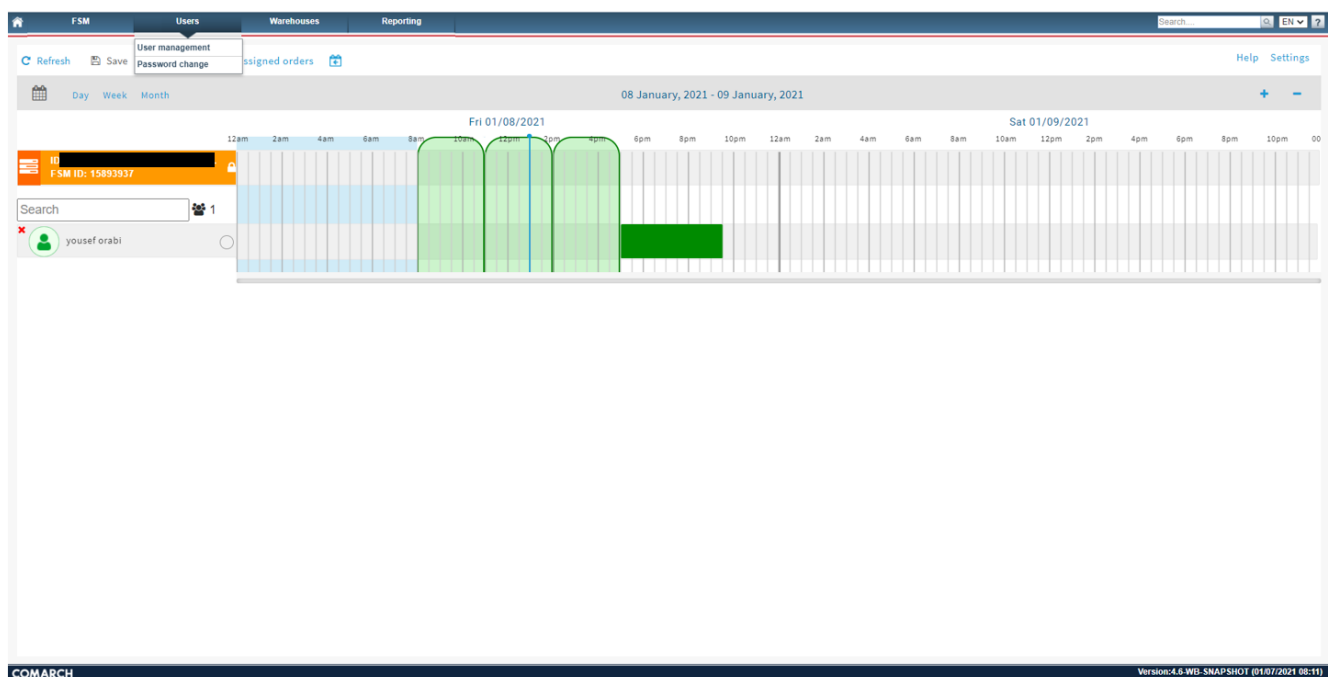 FSM Users Warehouses Reporting Search... EN ?
User management
Password change
Refresh Save ssigned orders Help Settings
Day Week Month 08 January, 2021 - 09 January, 2021 + −
Fri 01/08/2021 Sat 01/09/2021
12am 2am 4am 6am 8am 10am 12pm 2pm 4pm 6pm 8pm 10pm 12am 2am 4am 6am 8am 10am 12pm 2pm 4pm 6pm 8pm 10pm 00
ID
FSM ID: 15893937
Search 1
yousef orabi
COMARCH Version:4.6-WB-SNAPSHOT (01/07/2021 08:11)